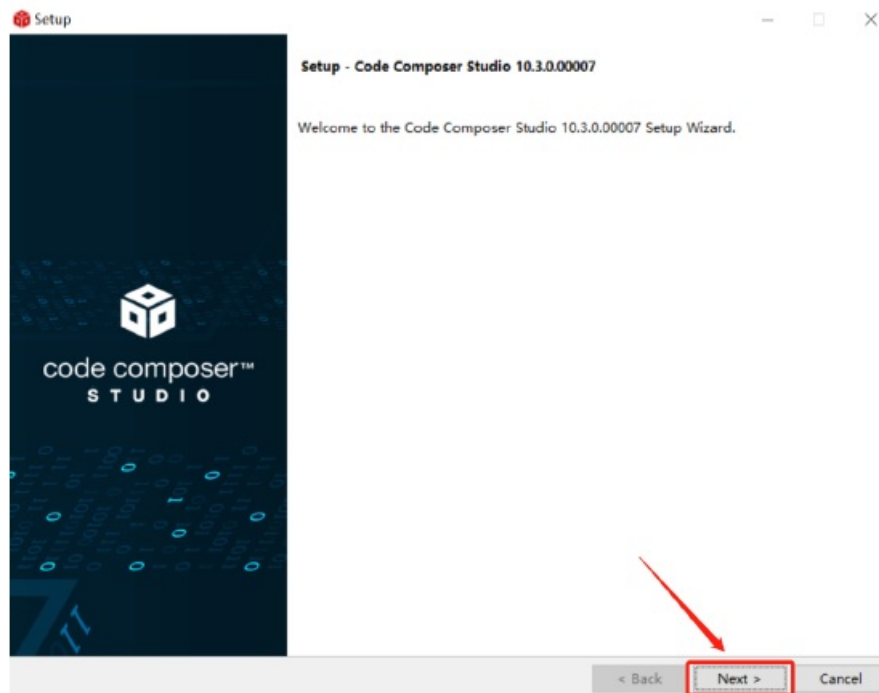 Setup
Setup - Code Composer Studio 10.3.0.00007
Welcome to the Code Composer Studio 10.3.0.00007 Setup Wizard.
code composer™
STUDIO
< Back Next > Cancel